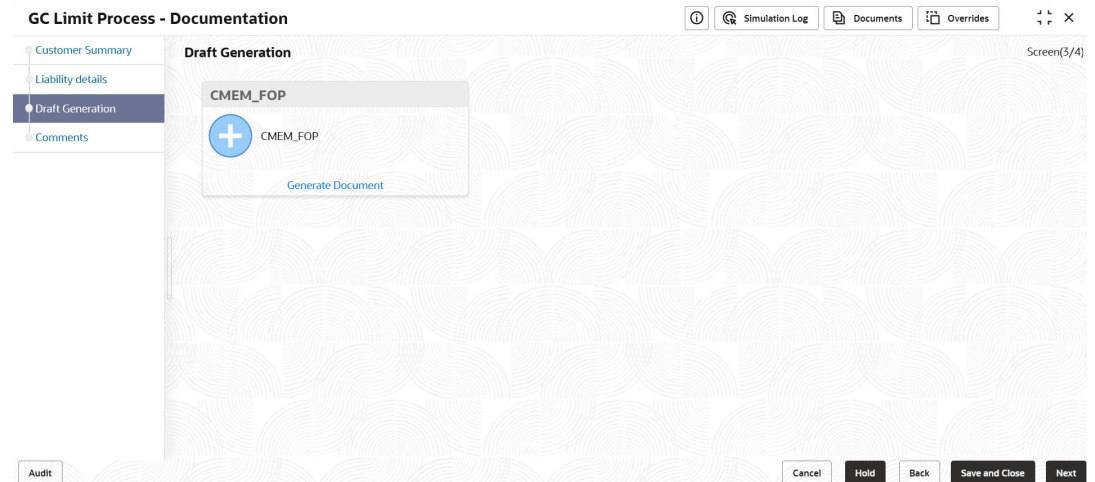 GC Limit Process - Documentation
Simulation Log
Documents
Overrides
Customer Summary
Liability details
Draft Generation
Comments
Draft Generation
Screen(3/4)
CMEM_FOP
CMEM_FOP
Generate Document
Audit
Cancel
Hold
Back
Save and Close
Next